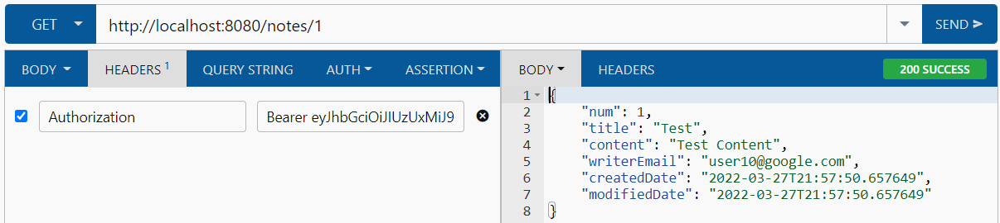 GET http://localhost:8080/notes/1 SEND
BODY HEADERS 1 QUERY STRING AUTH ASSERTION
Authorization Bearer eyJhbGciOiJIUzUxMiJ9
BODY HEADERS 200 SUCCESS
1 {
2 "num": 1,
3 "title": "Test",
4 "content": "Test Content",
5 "writerEmail": "user10@google.com",
6 "createdDate": "2022-03-27T21:57:50.657649",
7 "modifiedDate": "2022-03-27T21:57:50.657649"
8 }